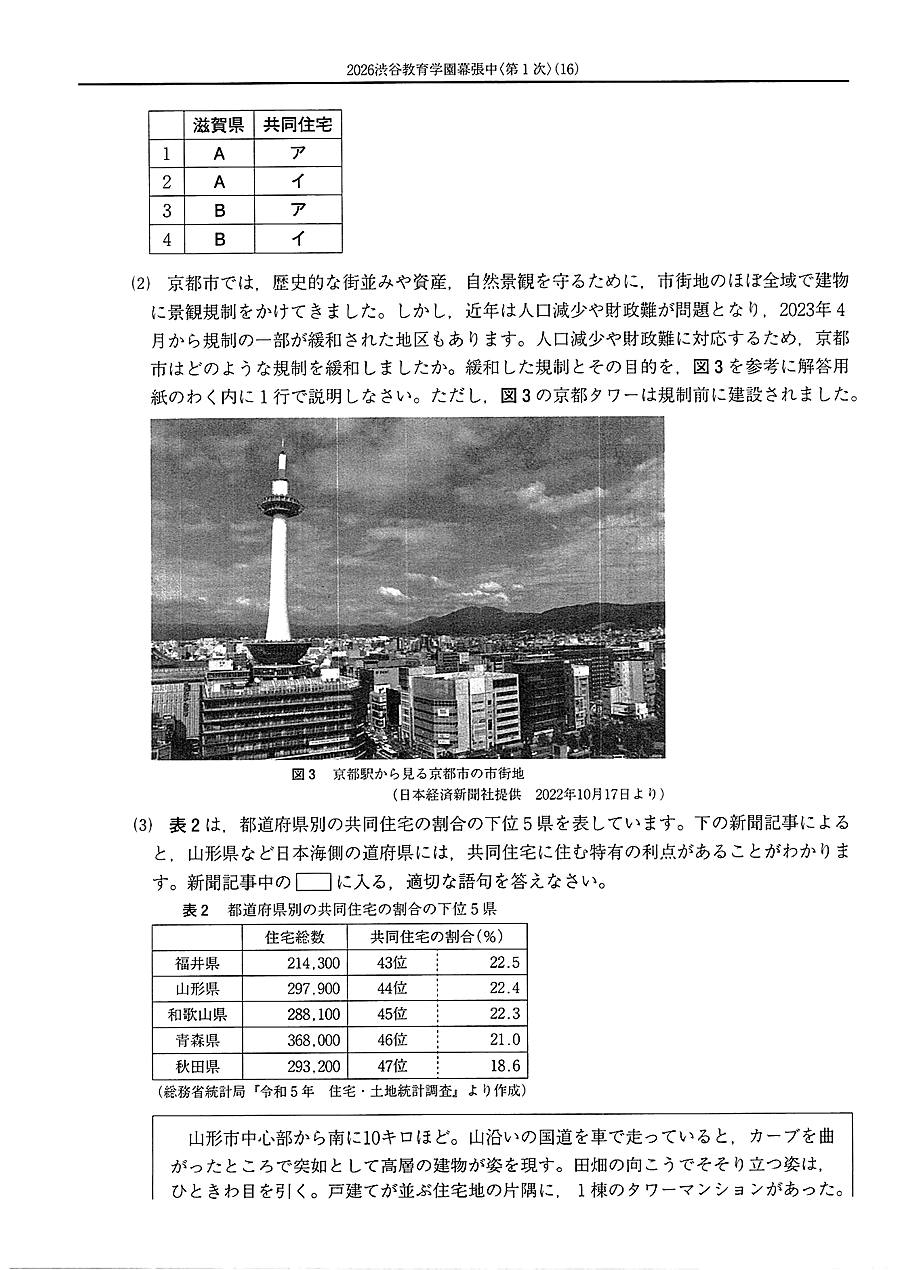 2026渋谷教育学園幕張中〈第1次〉(16)
滋賀県 共同住宅
1 A ア
2 A イ
3 B ア
4 B イ
(2) 京都市では，歴史的な街並みや資産，自然景観を守るために，市街地のほぼ全域で建物
に景観規制をかけてきました。しかし，近年は人口減少や財政難が問題となり，2023年4
月から規制の一部が緩和された地区もあります。人口減少や財政難に対応するため，京都
市はどのような規制を緩和しましたか。緩和した規制とその目的を，図3を参考に解答用
紙のわく内に1行で説明しなさい。ただし，図3の京都タワーは規制前に建設されました。
図3 京都駅から見る京都市の市街地
(日本経済新聞社提供 2022年10月17日より)
(3) 表2は，都道府県別の共同住宅の割合の下位5県を表しています。下の新聞記事による
と，山形県など日本海側の道府県には，共同住宅に住む特有の利点があることがわかりま
す。新聞記事中の□に入る，適切な語句を答えなさい。
表2 都道府県別の共同住宅の割合の下位5県
住宅総数 共同住宅の割合(%)
福井県 214,300 43位 22.5
山形県 297,900 44位 22.4
和歌山県 288,100 45位 22.3
青森県 368,000 46位 21.0
秋田県 293,200 47位 18.6
(総務省統計局『令和5年 住宅・土地統計調査』より作成)
山形市中心部から南に10キロほど。山沿いの国道を車で走っていると，カーブを曲
がったところで突如として高層の建物が姿を現す。田畑の向こうでそそり立つ姿は，
ひときわ目を引く。戸建てが並ぶ住宅地の片隅に，1棟のタワーマンションがあった。